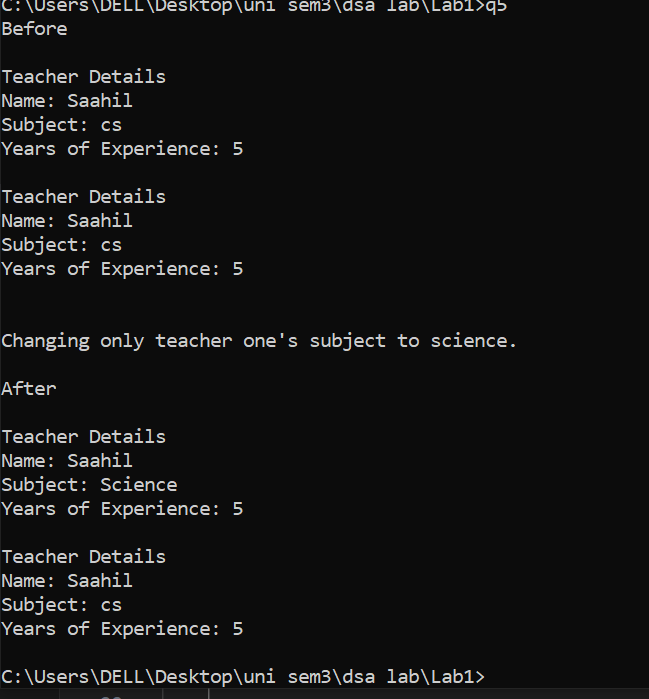 C:\Users\DELL\Desktop\uni sem3\dsa lab\Lab1>q5
Before
Teacher Details
Name: Saahil
Subject: cs
Years of Experience: 5
Teacher Details
Name: Saahil
Subject: cs
Years of Experience: 5
Changing only teacher one's subject to science.
After
Teacher Details
Name: Saahil
Subject: Science
Years of Experience: 5
Teacher Details
Name: Saahil
Subject: cs
Years of Experience: 5
C:\Users\DELL\Desktop\uni sem3\dsa lab\Lab1>